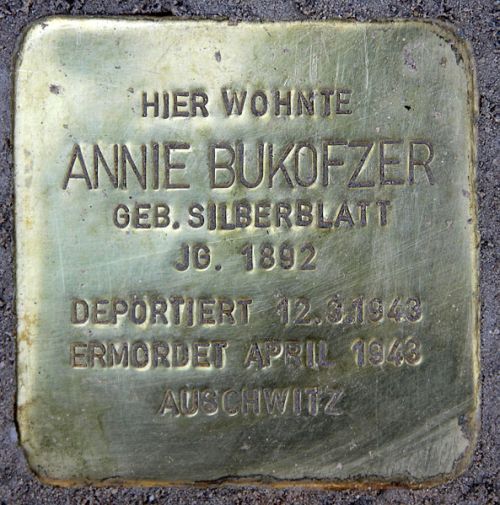 HIER WOHNTE
ANNIE BUKOFZER
GEB. SILBERBLATT
JG. 1892
DEPORTIERT 12.3.1943
ERMORDET APRIL 1943
AUSCHWITZ